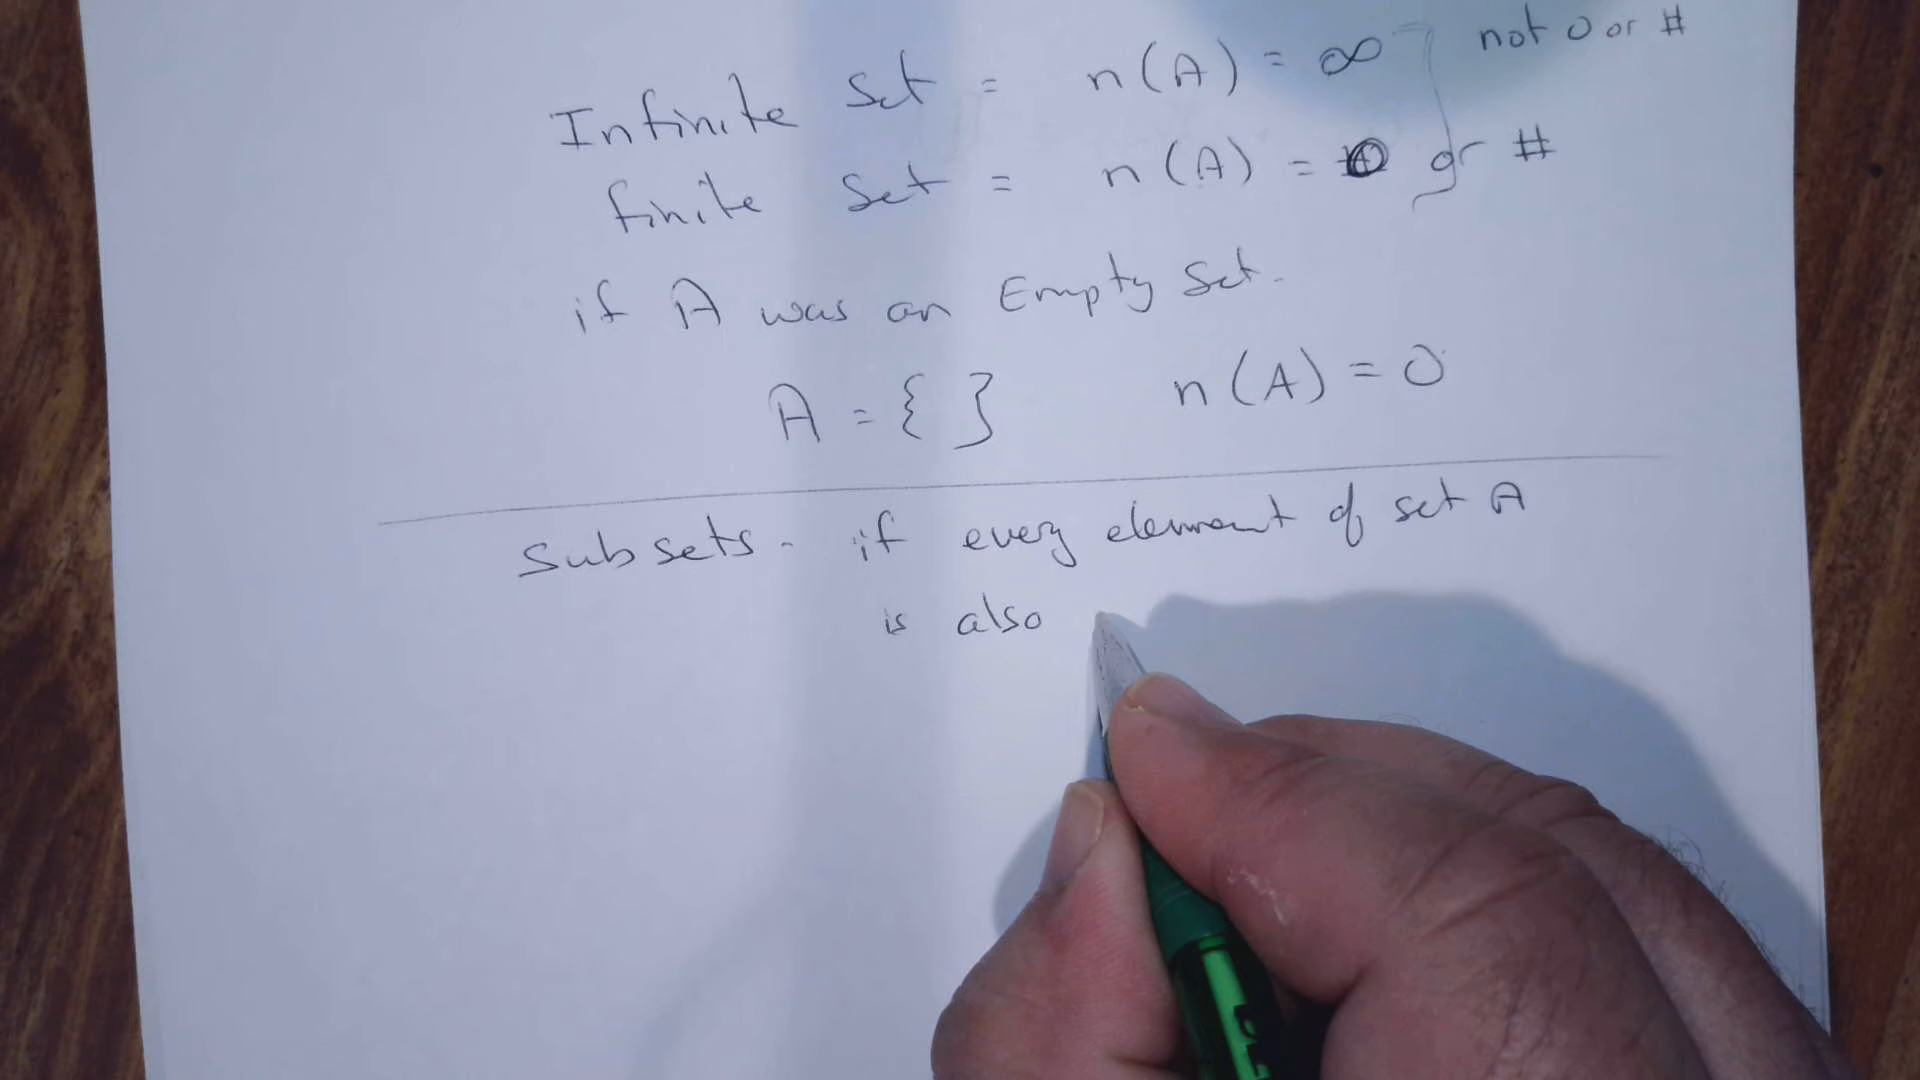 Infinite Set = n(A) = ∞ not 0 or #
finite Set = n(A) = 0 or #
if A was an Empty Set.
A = { } n(A) = 0
Subsets - if every element of set A
is also